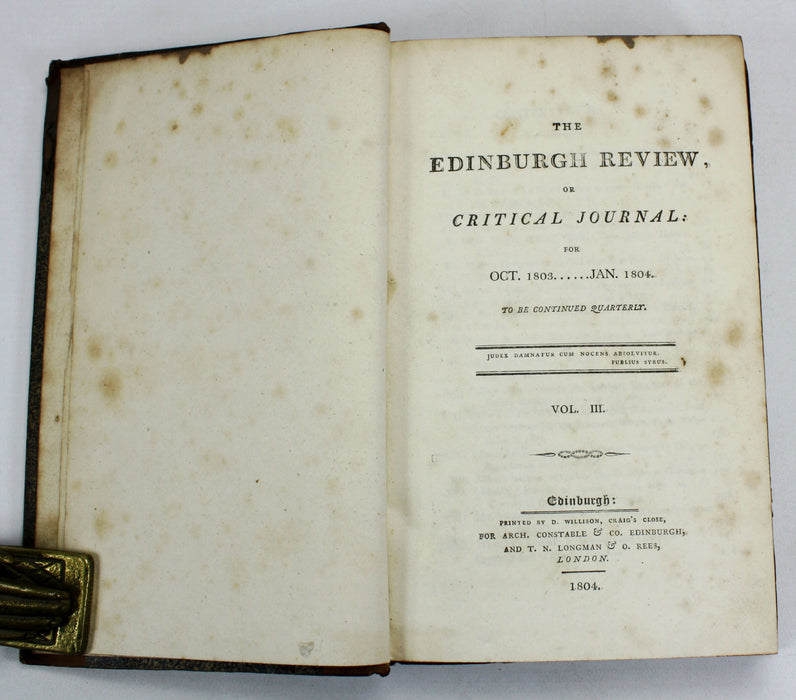 THE
EDINBURGH REVIEW,
OR
CRITICAL JOURNAL:
FOR
OCT. 1803......JAN. 1804.
TO BE CONTINUED QUARTERLY.
JUDEX DAMNATUR CUM NOCENS ABSOLVITUR.
PUBLIUS SYRUS.
VOL. III.
Edinburgh:
PRINTED BY D. WILLISON, CRAIG'S CLOSE,
FOR ARCH. CONSTABLE & CO. EDINBURGH,
AND T. N. LONGMAN & O. REES,
LONDON.
1804.